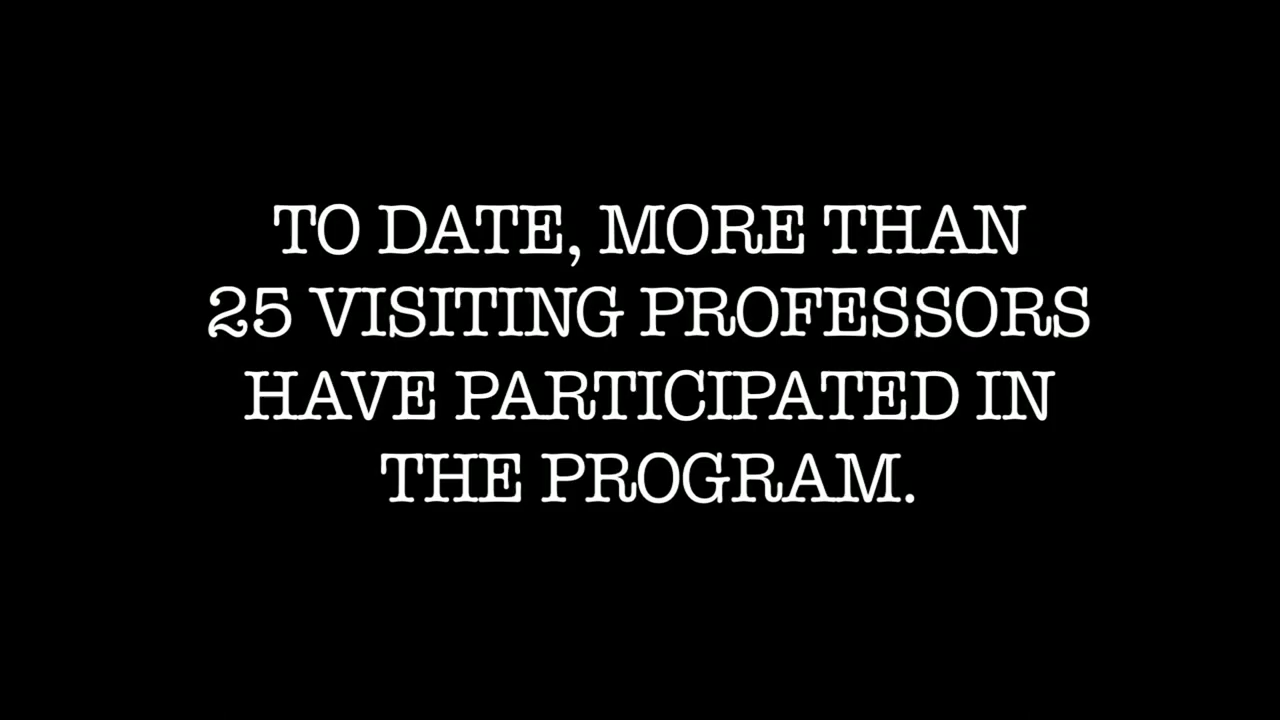 TO DATE, MORE THAN
25 VISITING PROFESSORS
HAVE PARTICIPATED IN
THE PROGRAM.